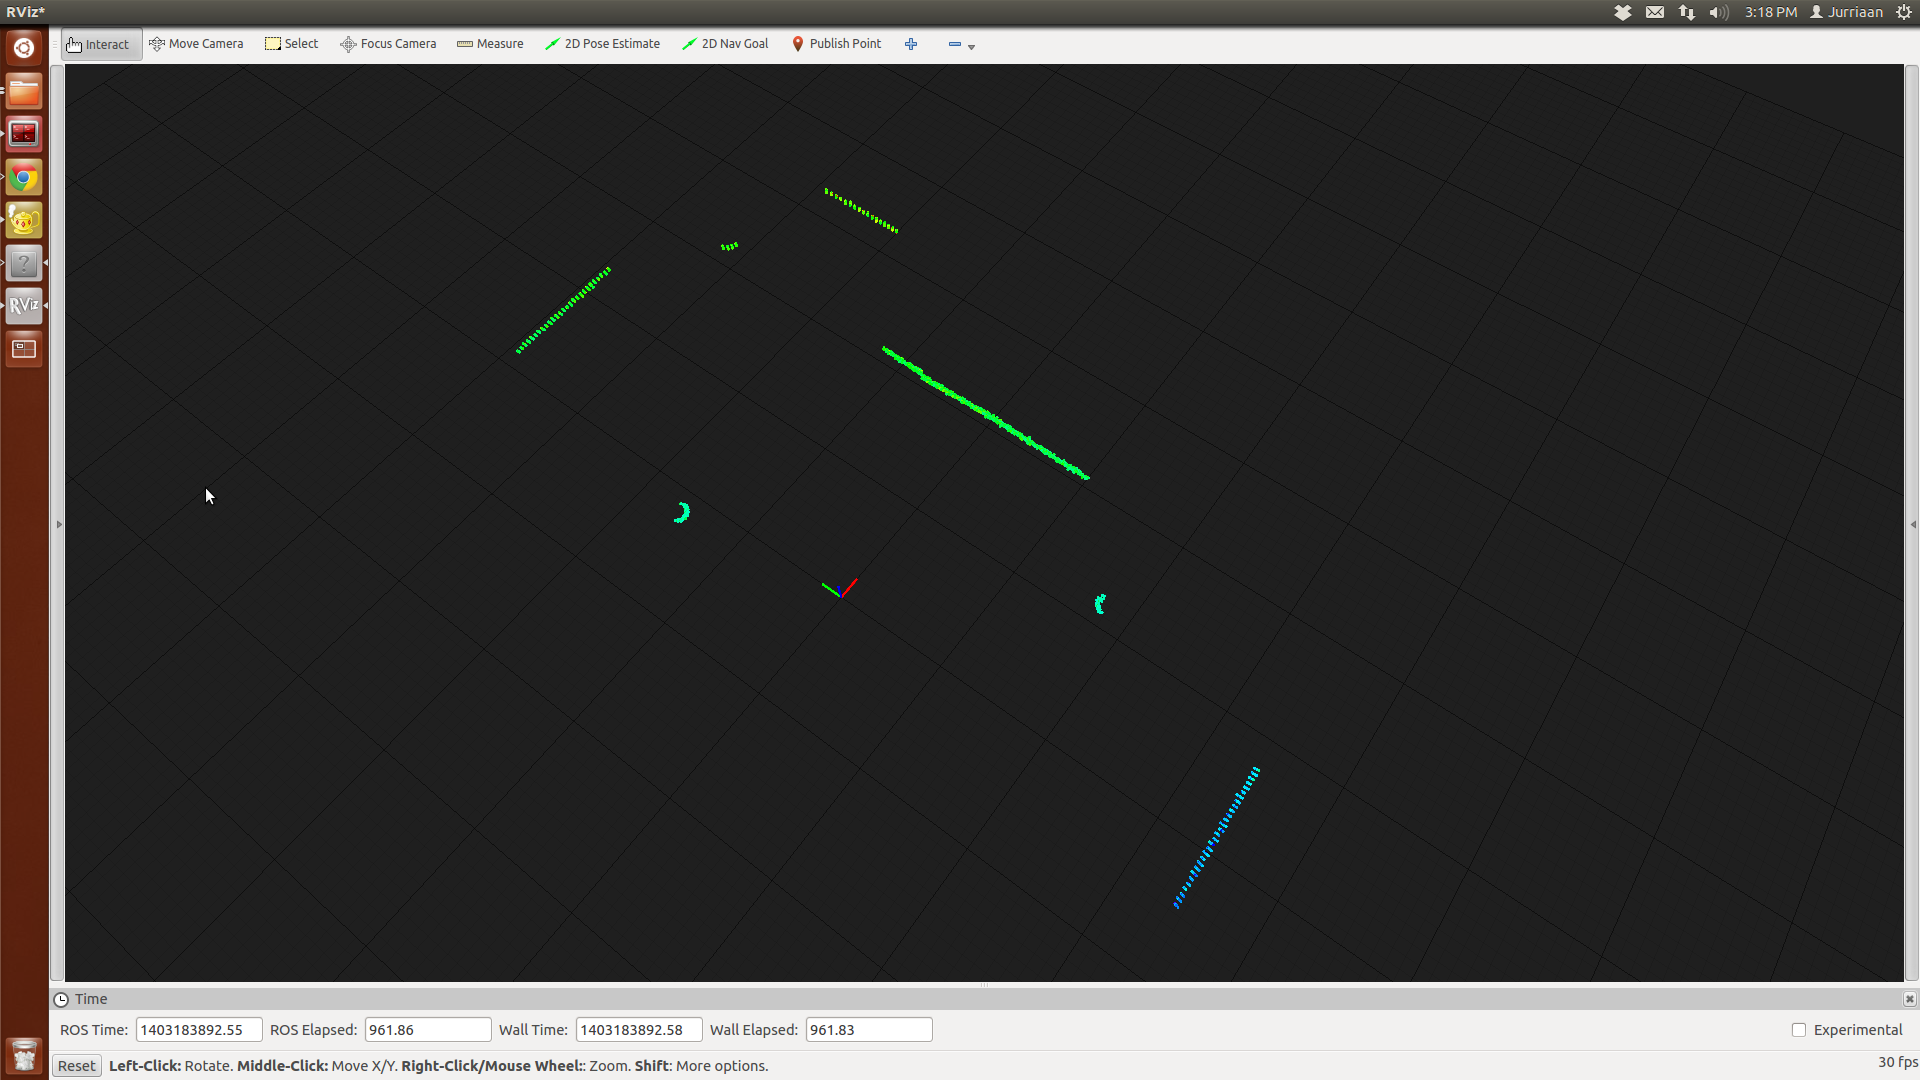 RViz*
3:18 PM Jurriaan
Interact Move Camera Select Focus Camera Measure 2D Pose Estimate 2D Nav Goal Publish Point
RViz
Time
ROS Time: 1403183892.55 ROS Elapsed: 961.86 Wall Time: 1403183892.58 Wall Elapsed: 961.83 Experimental
Reset Left-Click: Rotate. Middle-Click: Move X/Y. Right-Click/Mouse Wheel:: Zoom. Shift: More options. 30 fps